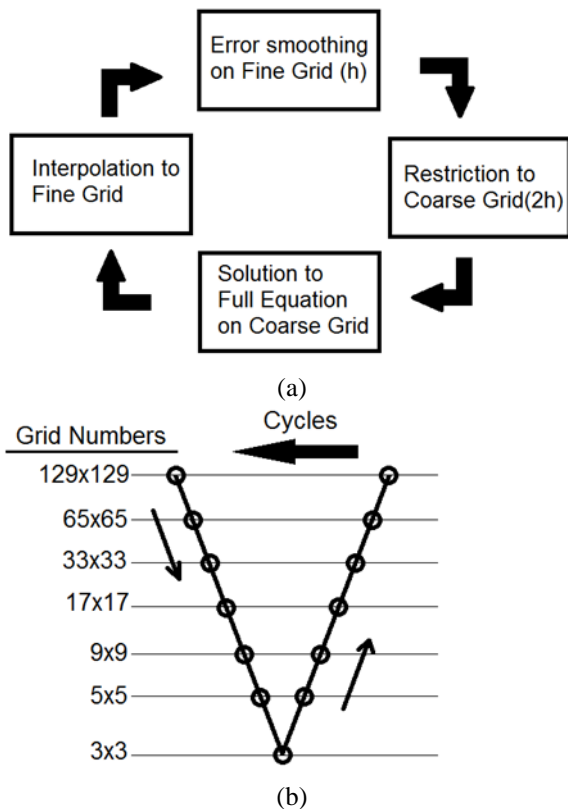 Error smoothing
on Fine Grid (h)
Interpolation to
Fine Grid
Restriction to
Coarse Grid(2h)
Solution to
Full Equation
on Coarse Grid
(a)
Cycles
Grid Numbers
129x129
65x65
33x33
17x17
9x9
5x5
3x3
(b)